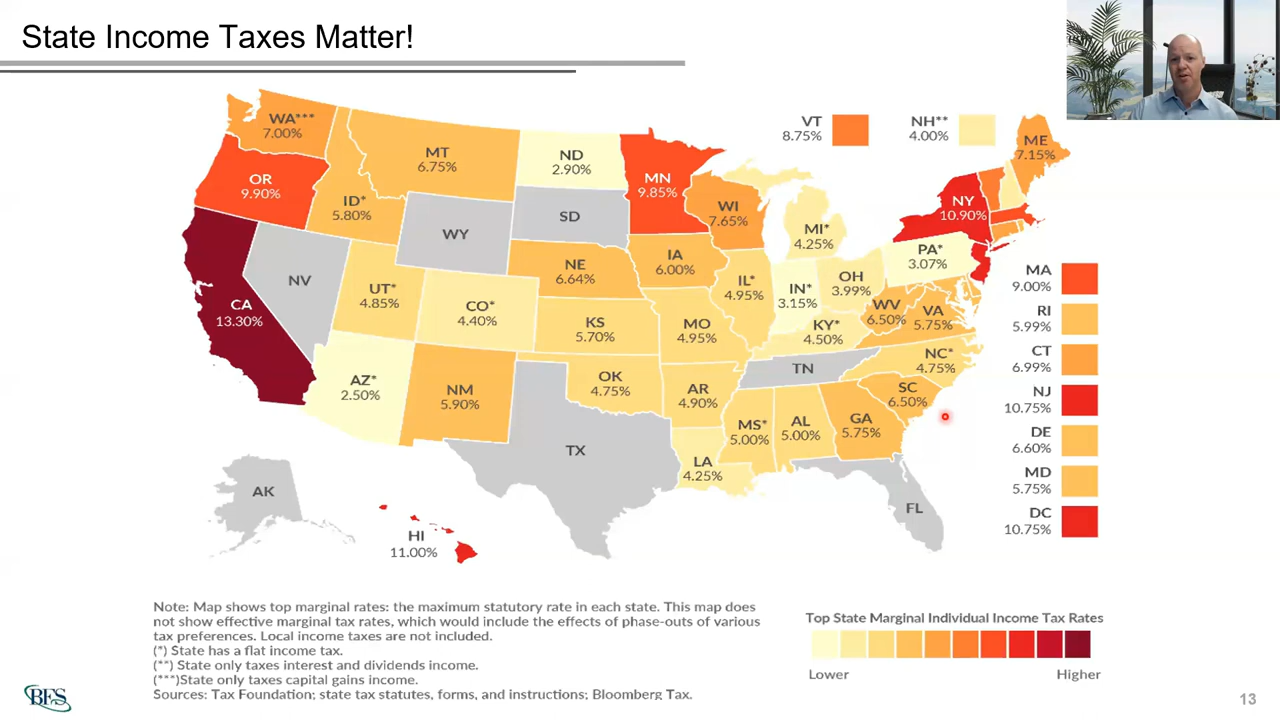 State Income Taxes Matter!
WA***
7.00%
OR
9.90%
CA
13.30%
NV
ID*
5.80%
MT
6.75%
WY
UT*
4.85%
AZ*
2.50%
CO*
4.40%
NM
5.90%
ND
2.90%
SD
NE
6.64%
KS
5.70%
OK
4.75%
TX
MN
9.85%
IA
6.00%
MO
4.95%
AR
4.90%
LA
4.25%
WI
7.65%
IL*
4.95%
MS*
5.00%
MI*
4.25%
IN*
3.15%
OH
3.99%
KY*
4.50%
TN
AL
5.00%
GA
5.75%
FL
SC
6.50%
NC*
4.75%
WV
6.50%
VA
5.75%
PA*
3.07%
NY
10.90%
VT
8.75%
NH**
4.00%
ME
7.15%
MA
9.00%
RI
5.99%
CT
6.99%
NJ
10.75%
DE
6.60%
MD
5.75%
DC
10.75%
AK
HI
11.00%
Note: Map shows top marginal rates: the maximum statutory rate in each state. This map does
not show effective marginal tax rates, which would include the effects of phase-outs of various
tax preferences. Local income taxes are not included.
(*) State has a flat income tax.
(**) State only taxes interest and dividends income.
(***)State only taxes capital gains income.
Sources: Tax Foundation; state tax statutes, forms, and instructions; Bloomberg Tax.
Top State Marginal Individual Income Tax Rates
Lower
Higher
BFS
13